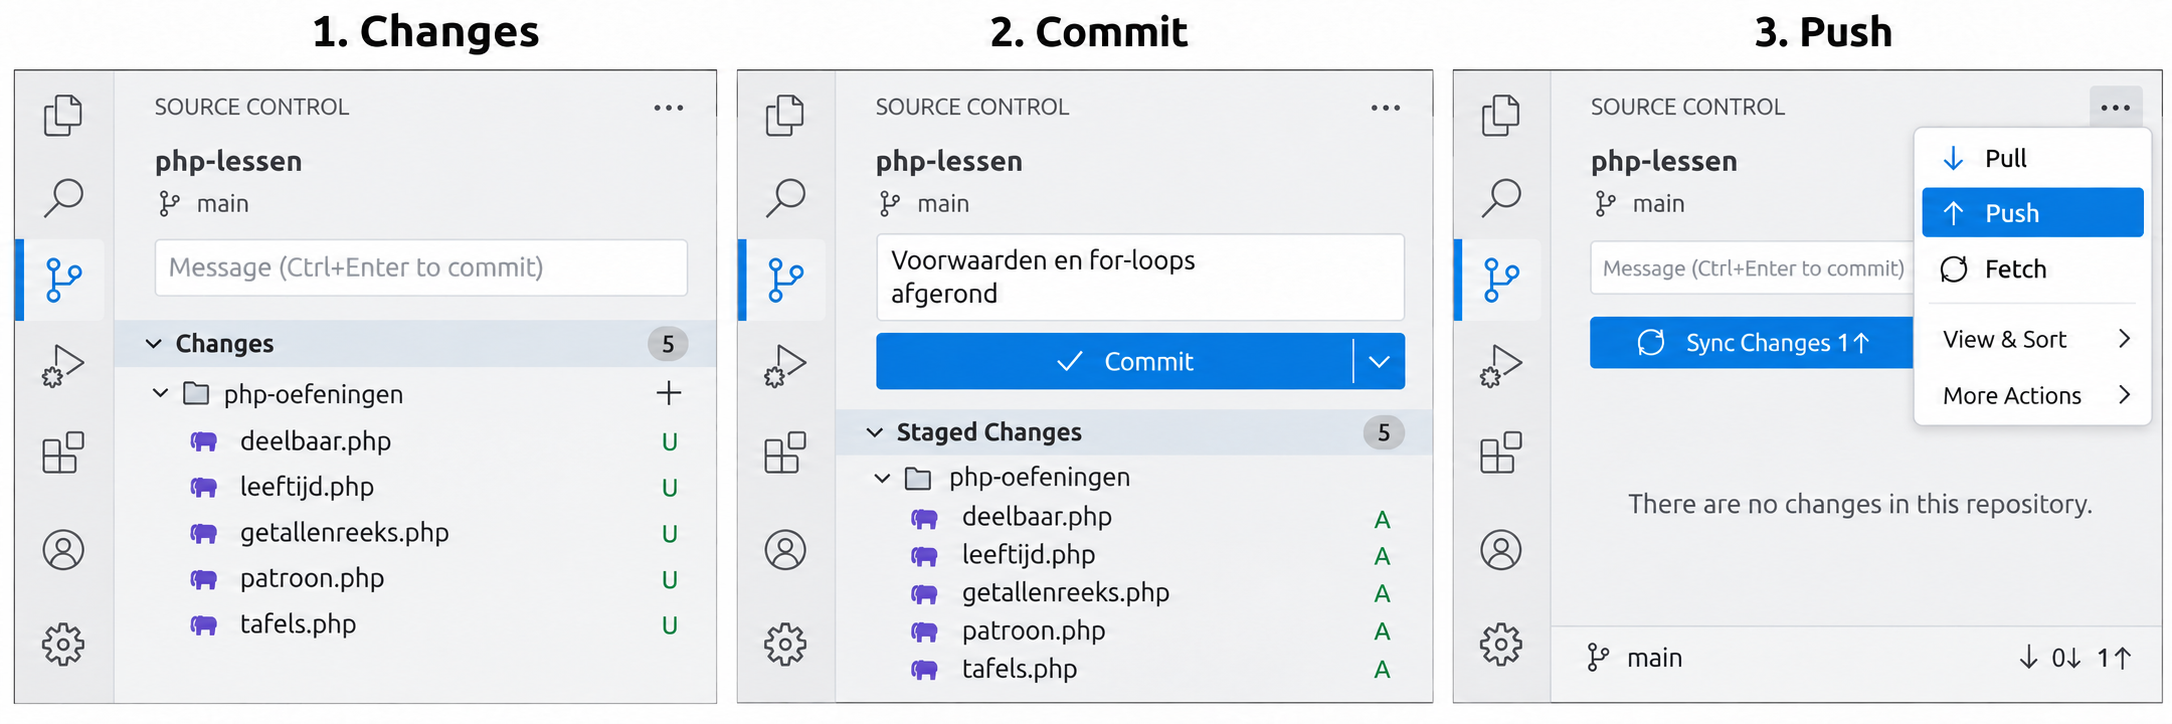 1. Changes
SOURCE CONTROL
php-lessen
main
Message (Ctrl+Enter to commit)
Changes 5
php-oefeningen
deelbaar.php U
leeftijd.php U
getallenreeks.php U
patroon.php U
tafels.php U
2. Commit
SOURCE CONTROL
php-lessen
main
Voorwaarden en for-loops
afgerond
Commit
Staged Changes 5
php-oefeningen
deelbaar.php A
leeftijd.php A
getallenreeks.php A
patroon.php A
tafels.php A
3. Push
SOURCE CONTROL
php-lessen
main
Message (Ctrl+Enter to commit)
Sync Changes 1↑
Pull
Push
Fetch
View & Sort
More Actions
There are no changes in this repository.
main ↓ 0↓ 1↑